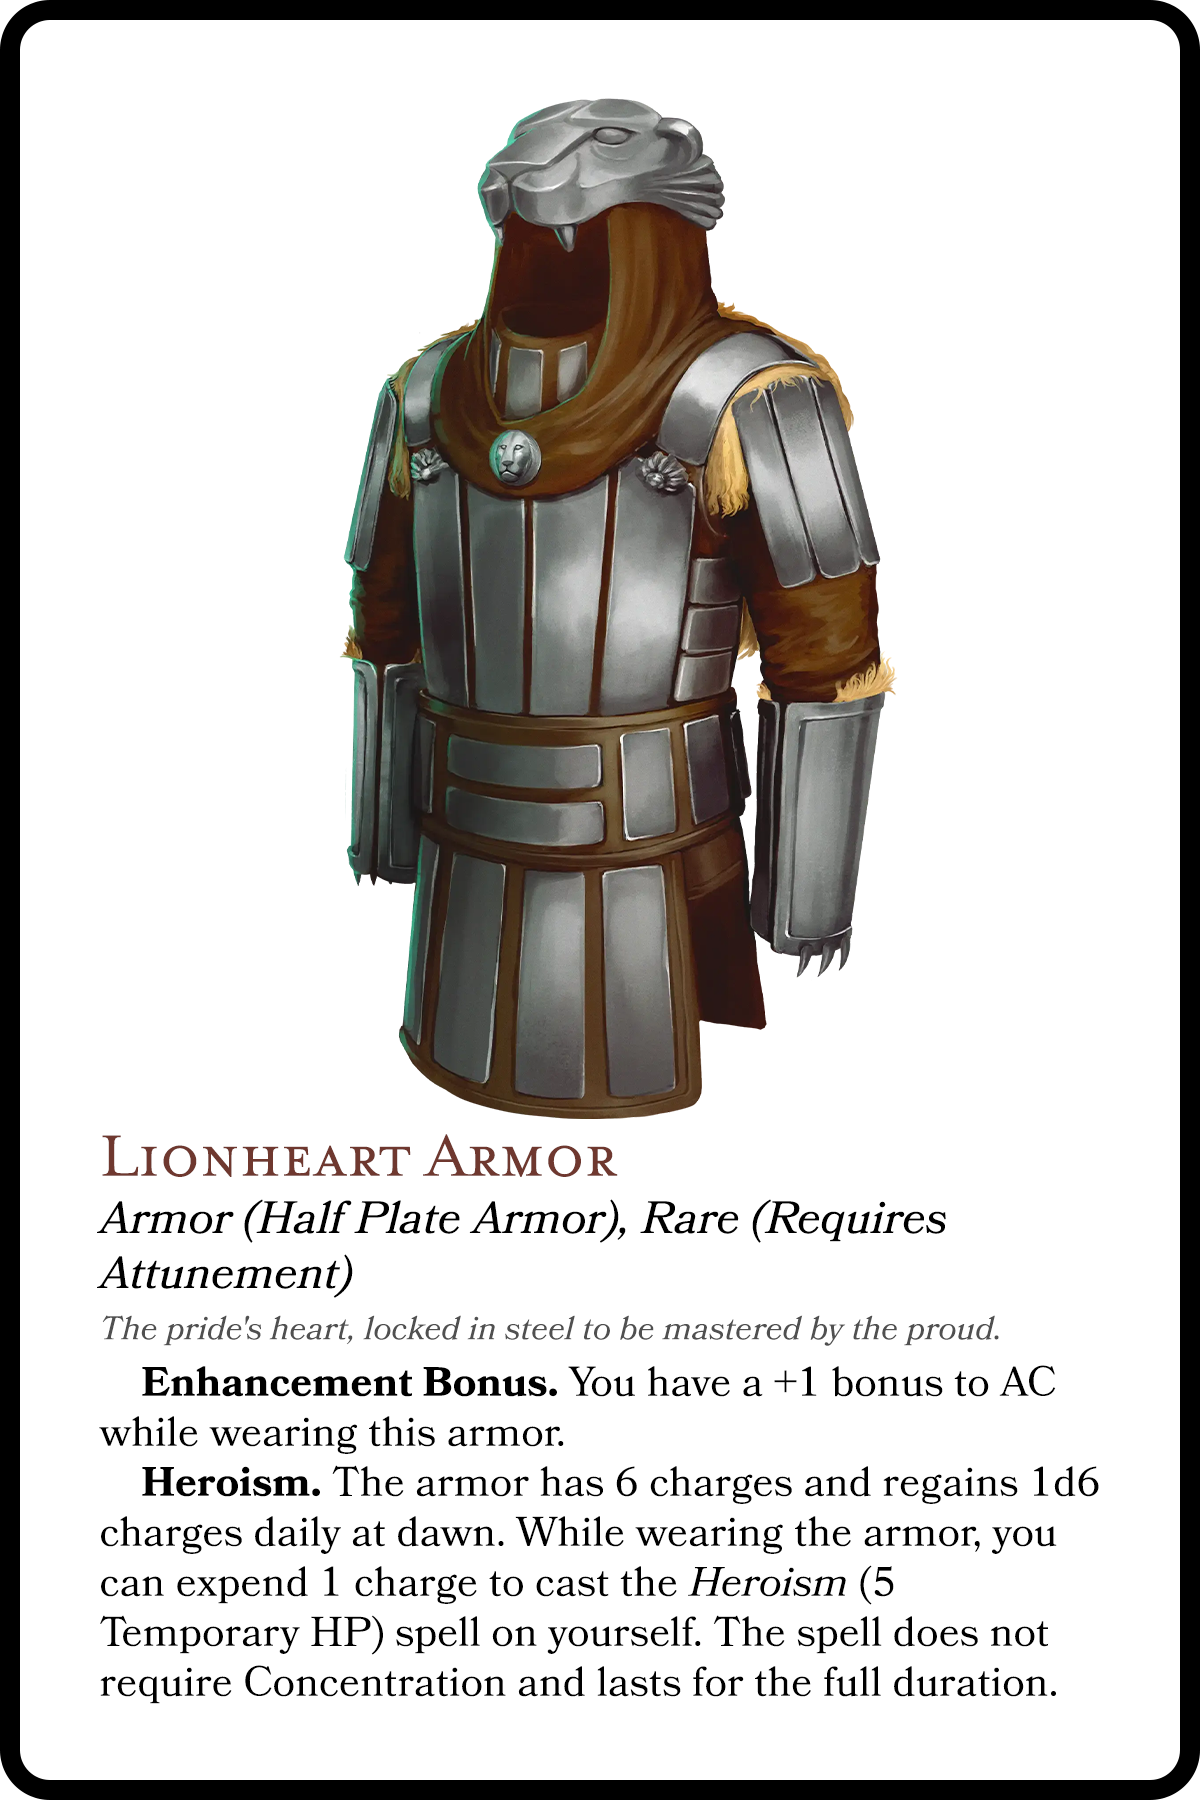 Lionheart Armor
Armor (Half Plate Armor), Rare (Requires
Attunement)
The pride's heart, locked in steel to be mastered by the proud.
Enhancement Bonus. You have a +1 bonus to AC
while wearing this armor.
Heroism. The armor has 6 charges and regains 1d6
charges daily at dawn. While wearing the armor, you
can expend 1 charge to cast the Heroism (5
Temporary HP) spell on yourself. The spell does not
require Concentration and lasts for the full duration.